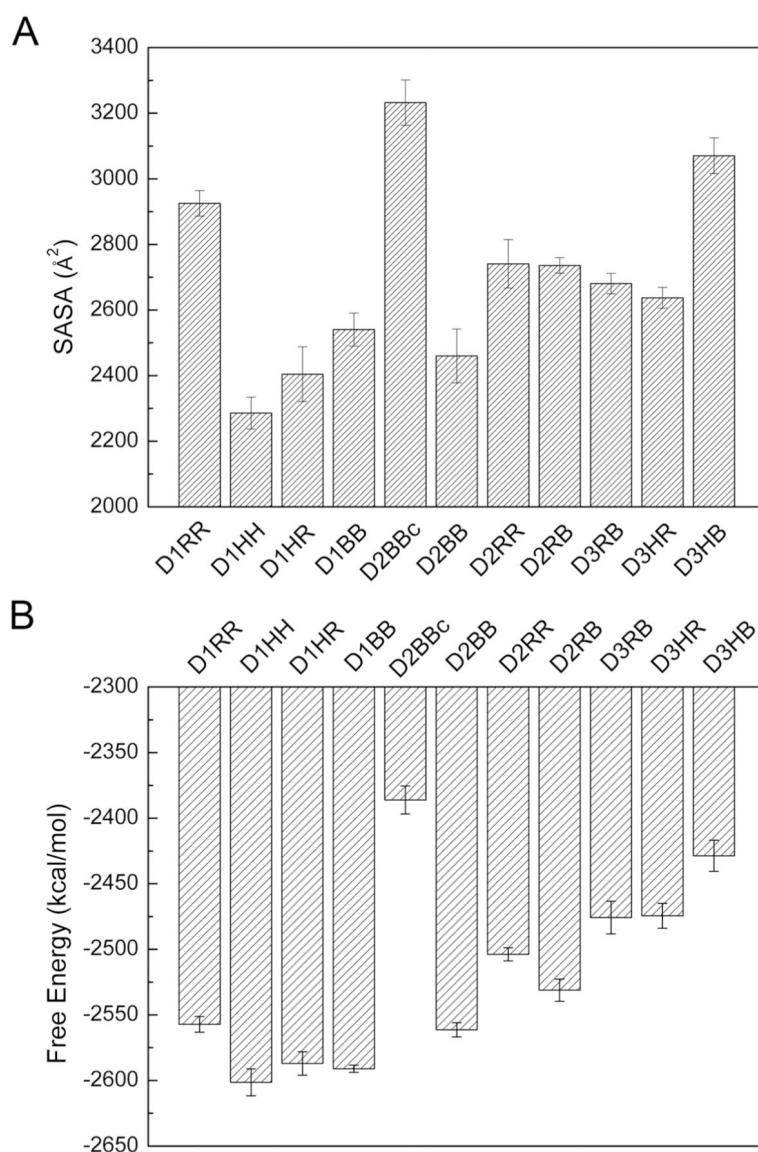 A
3400
3200
3000
2800
2600
2400
2200
2000
SASA (Å²)
D1RR D1HH D1HR D1BB D2BBc D2BB D2RR D2RB D3RB D3HR D3HB
B
D1RR D1HH D1HR D1BB D2BBc D2BB D2RR D2RB D3RB D3HR D3HB
-2300
-2350
-2400
-2450
-2500
-2550
-2600
-2650
Free Energy (kcal/mol)